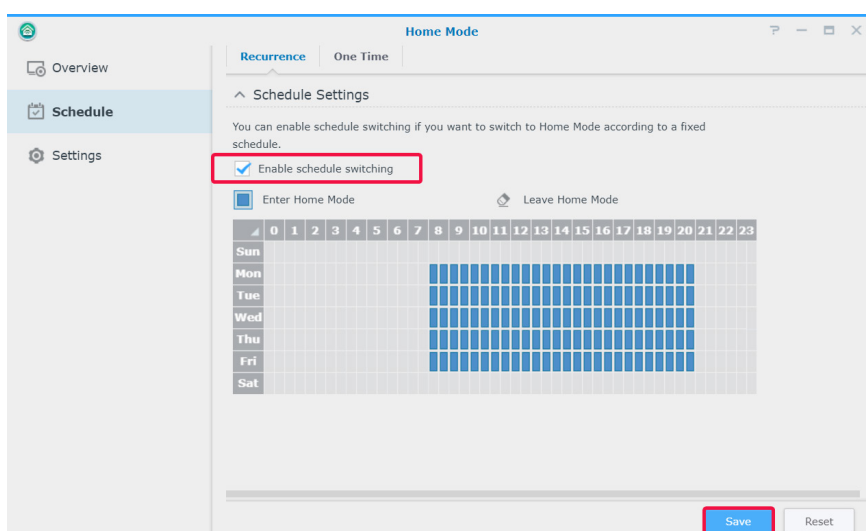 Home Mode
Overview
Schedule
Settings
Recurrence One Time
Schedule Settings
You can enable schedule switching if you want to switch to Home Mode according to a fixed
schedule.
Enable schedule switching
Enter Home Mode Leave Home Mode
0 1 2 3 4 5 6 7 8 9 10 11 12 13 14 15 16 17 18 19 20 21 22 23
Sun
Mon
Tue
Wed
Thu
Fri
Sat
Save Reset